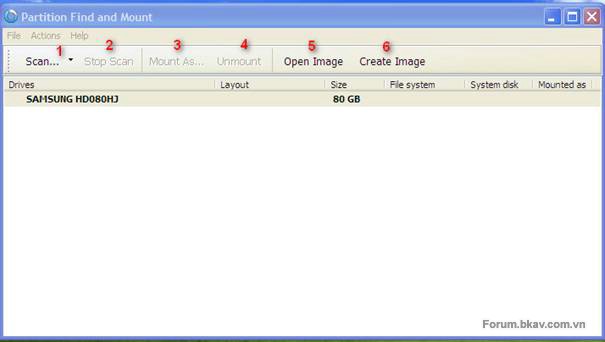 Partition Find and Mount
File Actions Help
1 2 3 4 5 6
Scan... Stop Scan Mount As... Unmount Open Image Create Image
Drives Layout Size File system System disk Mounted as
SAMSUNG HD080HJ 80 GB
Forum.bkav.com.vn